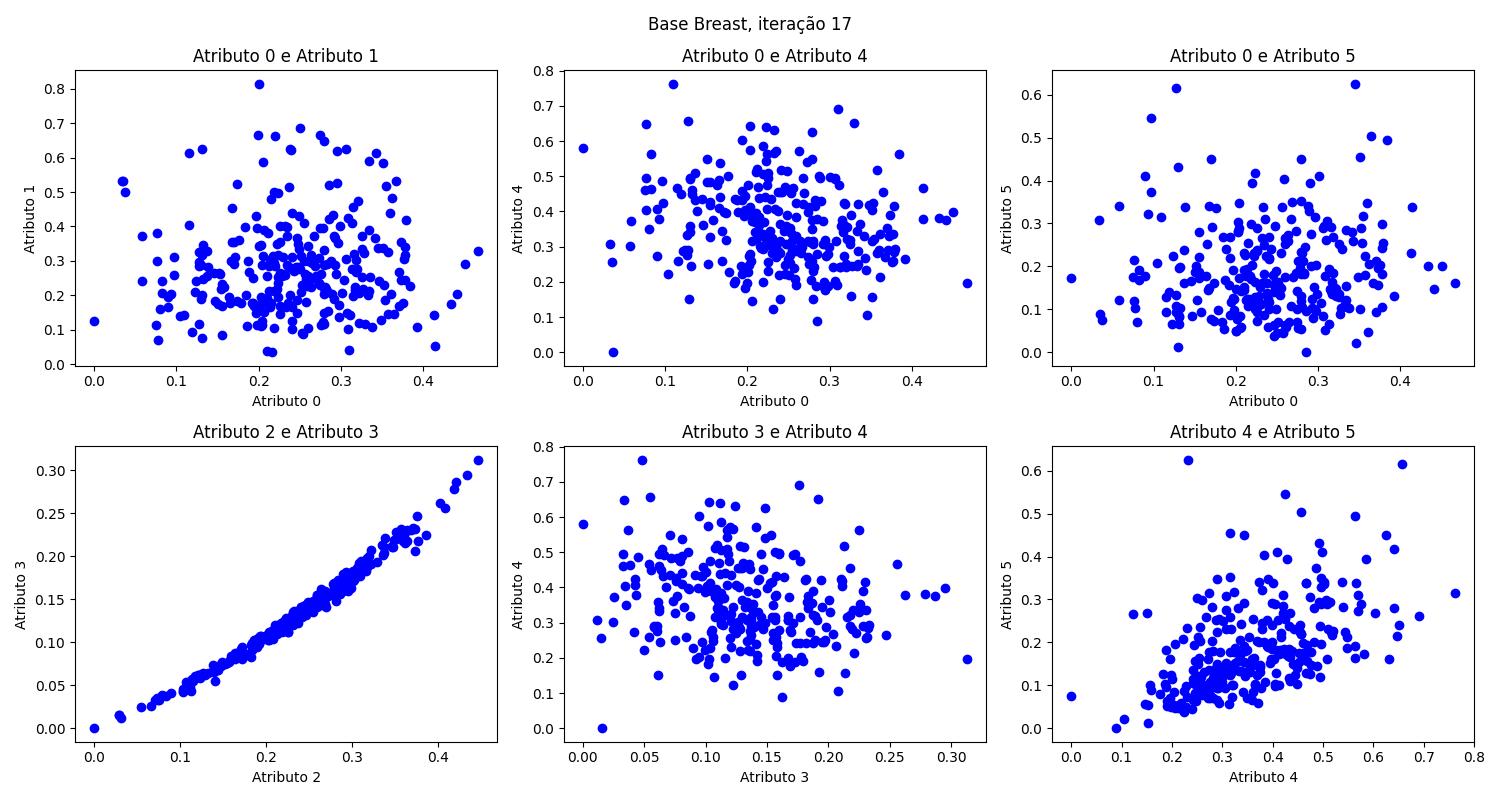 Base Breast, iteração 17
Atributo 0 e Atributo 1
Atributo 1
0.8
0.7
0.6
0.5
0.4
0.3
0.2
0.1
0.0
0.0 0.1 0.2 0.3 0.4
Atributo 0
Atributo 0 e Atributo 4
Atributo 4
0.8
0.7
0.6
0.5
0.4
0.3
0.2
0.1
0.0
0.0 0.1 0.2 0.3 0.4
Atributo 0
Atributo 0 e Atributo 5
Atributo 5
0.6
0.5
0.4
0.3
0.2
0.1
0.0
0.0 0.1 0.2 0.3 0.4
Atributo 0
Atributo 2 e Atributo 3
Atributo 3
0.30
0.25
0.20
0.15
0.10
0.05
0.00
0.0 0.1 0.2 0.3 0.4
Atributo 2
Atributo 3 e Atributo 4
Atributo 4
0.8
0.7
0.6
0.5
0.4
0.3
0.2
0.1
0.0
0.00 0.05 0.10 0.15 0.20 0.25 0.30
Atributo 3
Atributo 4 e Atributo 5
Atributo 5
0.6
0.5
0.4
0.3
0.2
0.1
0.0
0.0 0.1 0.2 0.3 0.4 0.5 0.6 0.7 0.8
Atributo 4